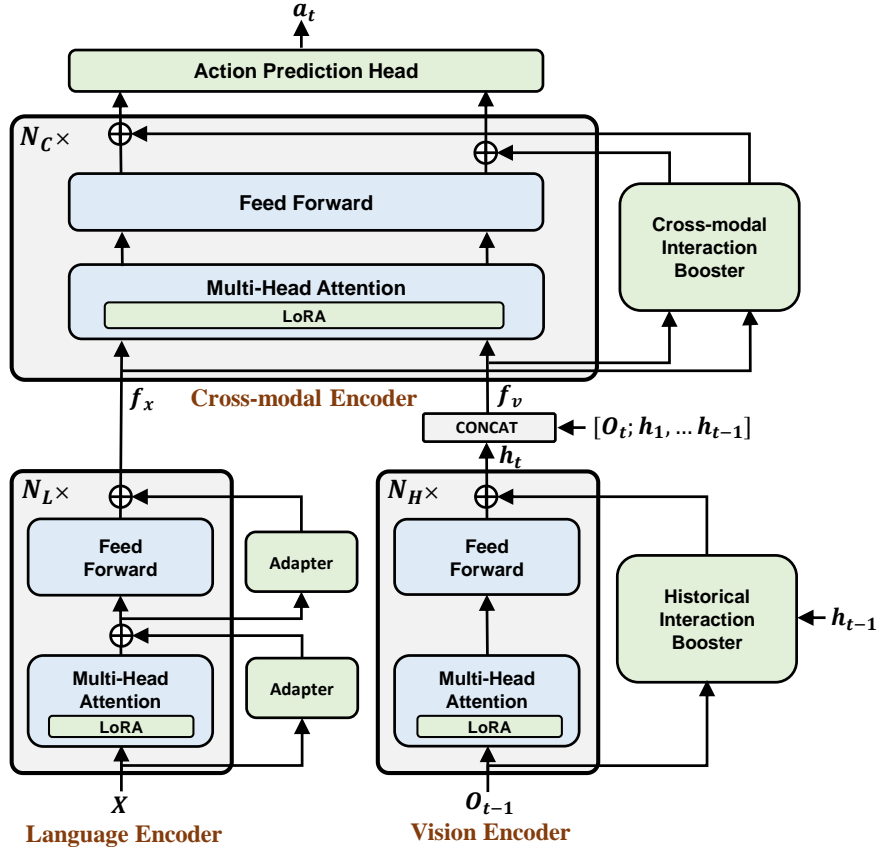 a_t
Action Prediction Head
N_C×
Feed Forward
Cross-modal
Interaction
Booster
Multi-Head Attention
LoRA
Cross-modal Encoder
f_x
f_v
CONCAT
[O_t; h_1, … h_{t-1}]
h_t
N_L×
N_H×
Feed
Forward
Adapter
Feed
Forward
Historical
Interaction
Booster
h_{t-1}
Multi-Head
Attention
LoRA
Adapter
Multi-Head
Attention
LoRA
X
O_{t-1}
Language Encoder
Vision Encoder